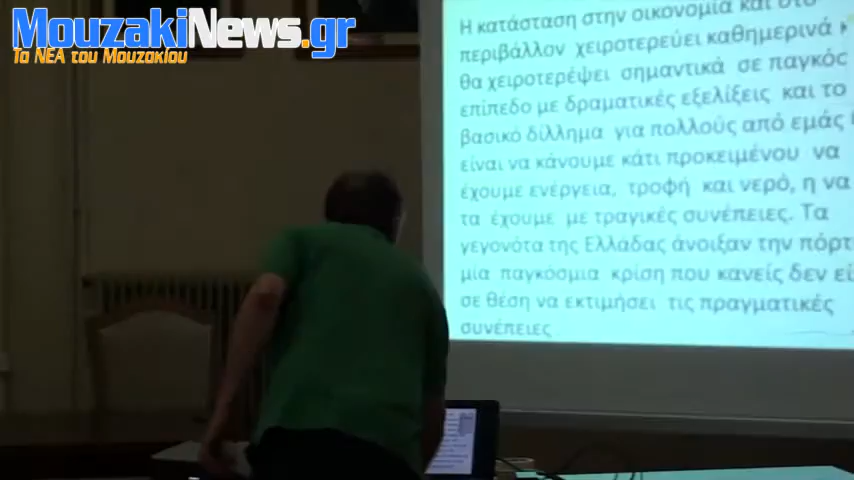 MouzakiNews.gr
Τα ΝΕΑ του Μουζακίου
Η κατάσταση στην οικονομία και στο
περιβάλλον χειροτερεύει καθημερινά
θα χειροτερέψει σημαντικά σε παγκόσ
επίπεδο με δραματικές εξελίξεις και το
βασικό δίλημμα για πολλούς από εμάς
είναι να κάνουμε κάτι προκειμένου να
έχουμε ενέργεια, τροφή και νερό, η να
τα έχουμε με τραγικές συνέπειες. Τα
γεγονότα της Ελλάδας άνοιξαν την πόρτ
μία παγκόσμια κρίση που κανείς δεν εί
σε θέση να εκτιμήσει τις πραγματικές
συνέπειες